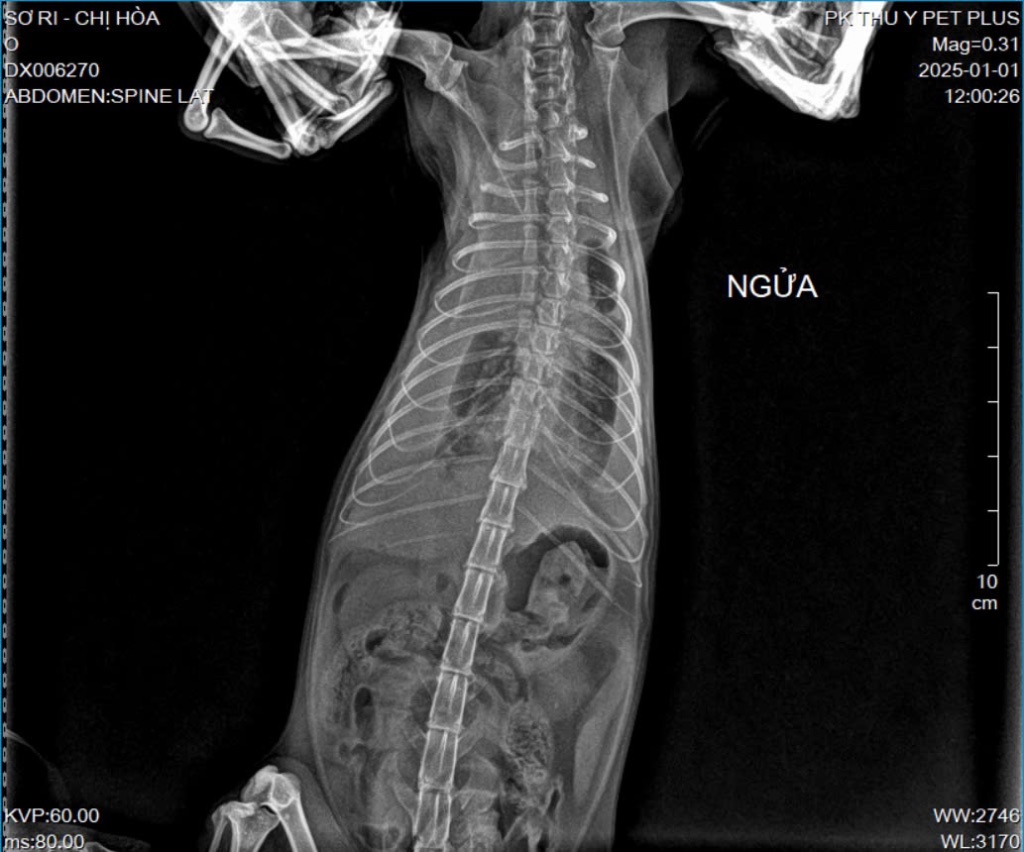 SƠ RI - CHỊ HÒA
O
DX006270
ABDOMEN:SPINE LAT
PK THU Y PET PLUS
Mag=0.31
2025-01-01
12:00:26
NGỬA
10
cm
KVP:60.00
ms:80.00
WW:2746
WL:3170